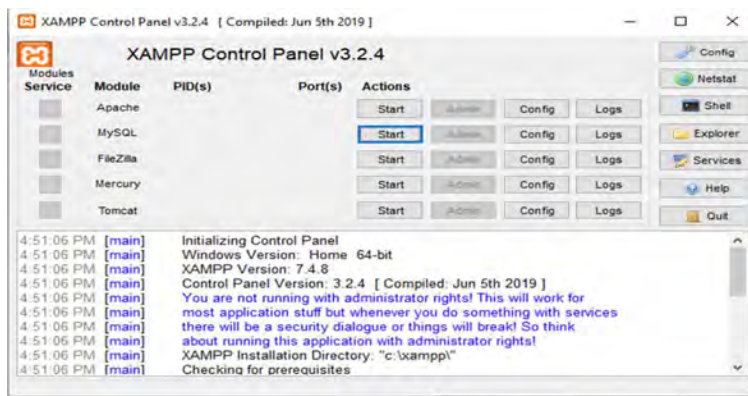 XAMPP Control Panel v3.2.4 [ Compiled: Jun 5th 2019 ]
XAMPP Control Panel v3.2.4
Config
Modules
Service Module PID(s) Port(s) Actions
Netstat
Apache Start Admin Config Logs
Shell
MySQL Start Admin Config Logs
Explorer
FileZilla Start Admin Config Logs
Services
Mercury Start Admin Config Logs
Help
Tomcat Start Admin Config Logs
Quit
4:51:06 PM [main] Initializing Control Panel
4:51:06 PM [main] Windows Version: Home 64-bit
4:51:06 PM [main] XAMPP Version: 7.4.8
4:51:06 PM [main] Control Panel Version: 3.2.4 [ Compiled: Jun 5th 2019 ]
4:51:06 PM [main] You are not running with administrator rights! This will work for
4:51:06 PM [main] most application stuff but whenever you do something with services
4:51:06 PM [main] there will be a security dialogue or things will break! So think
4:51:06 PM [main] about running this application with administrator rights!
4:51:06 PM [main] XAMPP Installation Directory: "c:\xampp\"
4:51:06 PM [main] Checking for prerequisites